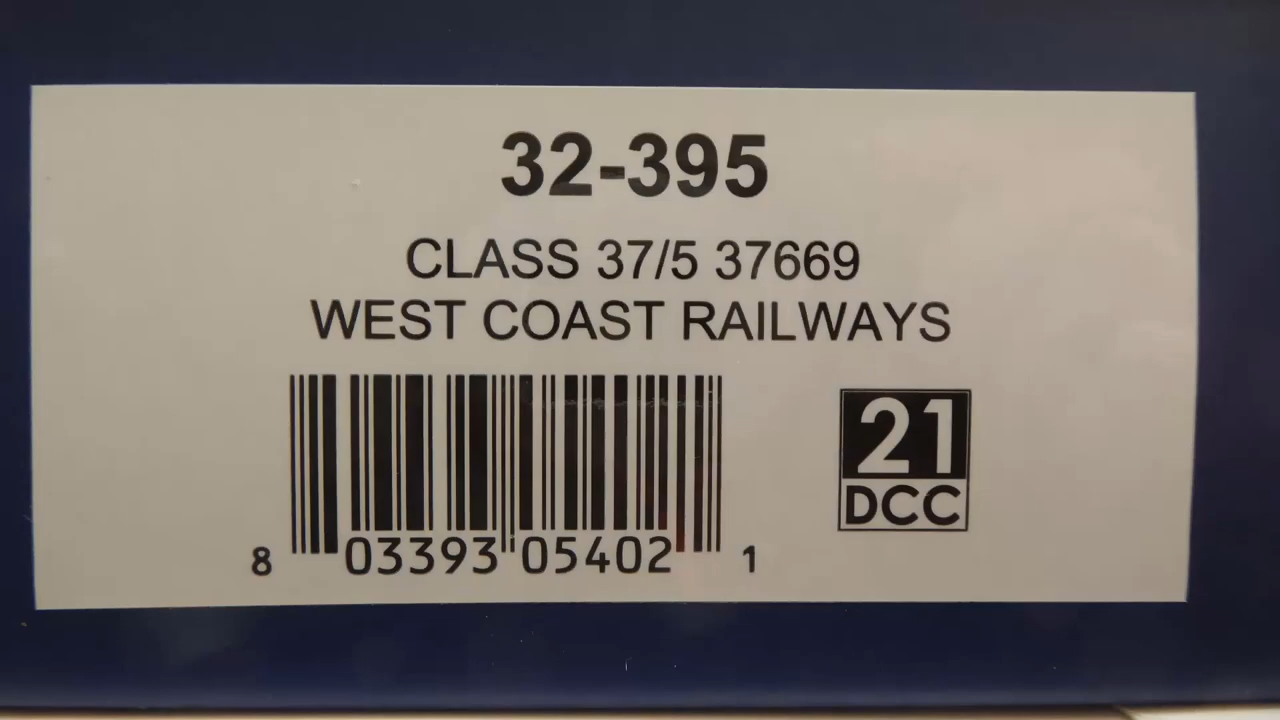 32-395
CLASS 37/5 37669
WEST COAST RAILWAYS
21
DCC
8 03393 05402 1